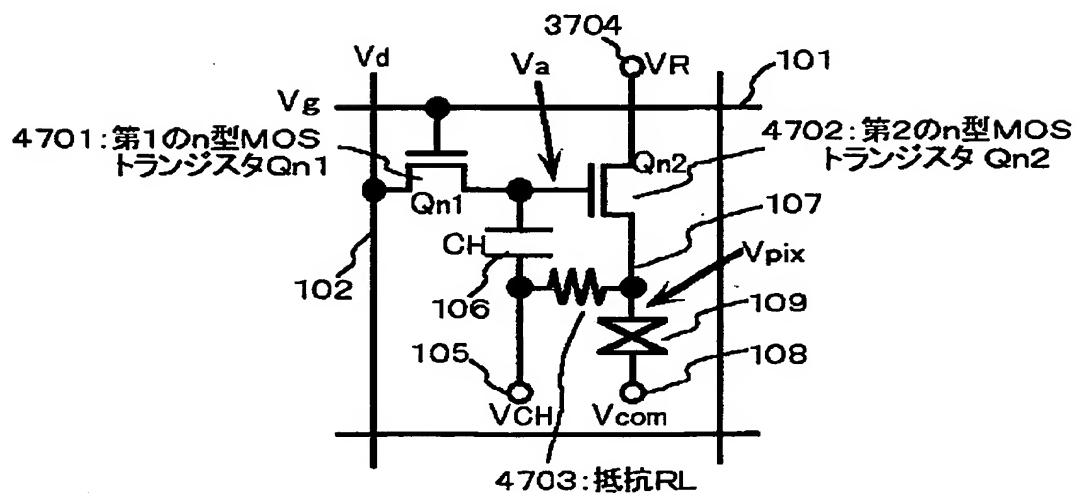 3704
Vd
Va
VR
101
Vg
4701:第1のn型MOS
トランジスタQn1
4702:第2のn型MOS
トランジスタ Qn2
Qn2
Qn1
107
CH
Vpix
102
106
109
105
108
VCH
Vcom
4703:抵抗RL